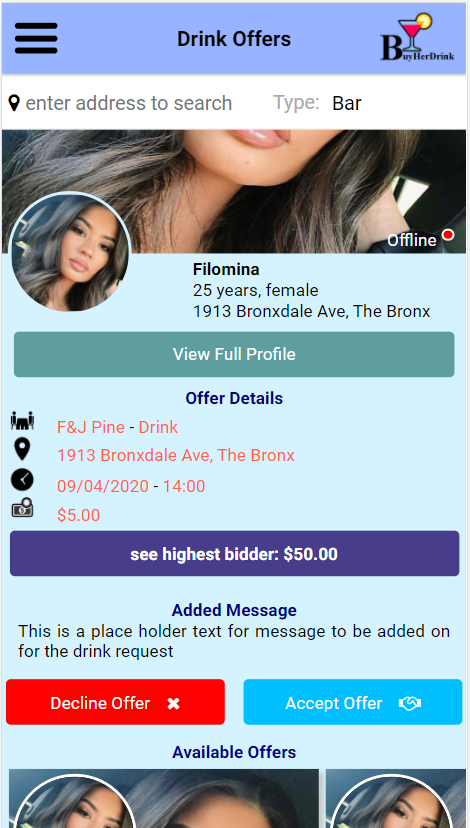 Drink Offers
BuyHerDrink
enter address to search Type: Bar
Offline
Filomina
25 years, female
1913 Bronxdale Ave, The Bronx
View Full Profile
Offer Details
F&J Pine - Drink
1913 Bronxdale Ave, The Bronx
09/04/2020 - 14:00
$5.00
see highest bidder: $50.00
Added Message
This is a place holder text for message to be added on
for the drink request
Decline Offer
Accept Offer
Available Offers